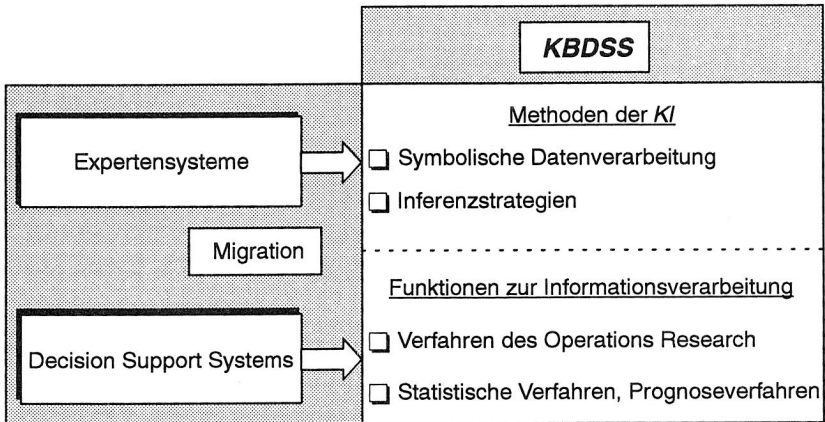 KBDSS
Methoden der KI
Expertensysteme
❏ Symbolische Datenverarbeitung
❏ Inferenzstrategien
Migration
Funktionen zur Informationsverarbeitung
Decision Support Systems
❏ Verfahren des Operations Research
❏ Statistische Verfahren, Prognoseverfahren